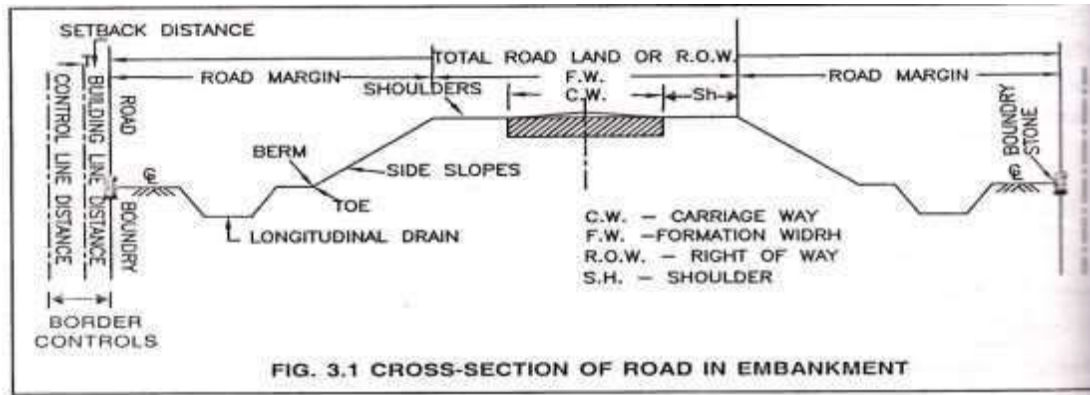 SETBACK DISTANCE
TOTAL ROAD LAND OR R.O.W.
ROAD MARGIN
F.W.
ROAD MARGIN
SHOULDERS
C.W.
Sh
CONTROL LINE DISTANCE
BUILDING LINE DISTANCE
ROAD BOUNDRY
BERM
SIDE SLOPES
TOE
LONGITUDINAL DRAIN
BOUNDRY
STONE
C.W. – CARRIAGE WAY
F.W. –FORMATION WIDRH
R.O.W. – RIGHT OF WAY
S.H. – SHOULDER
BORDER
CONTROLS
FIG. 3.1 CROSS-SECTION OF ROAD IN EMBANKMENT